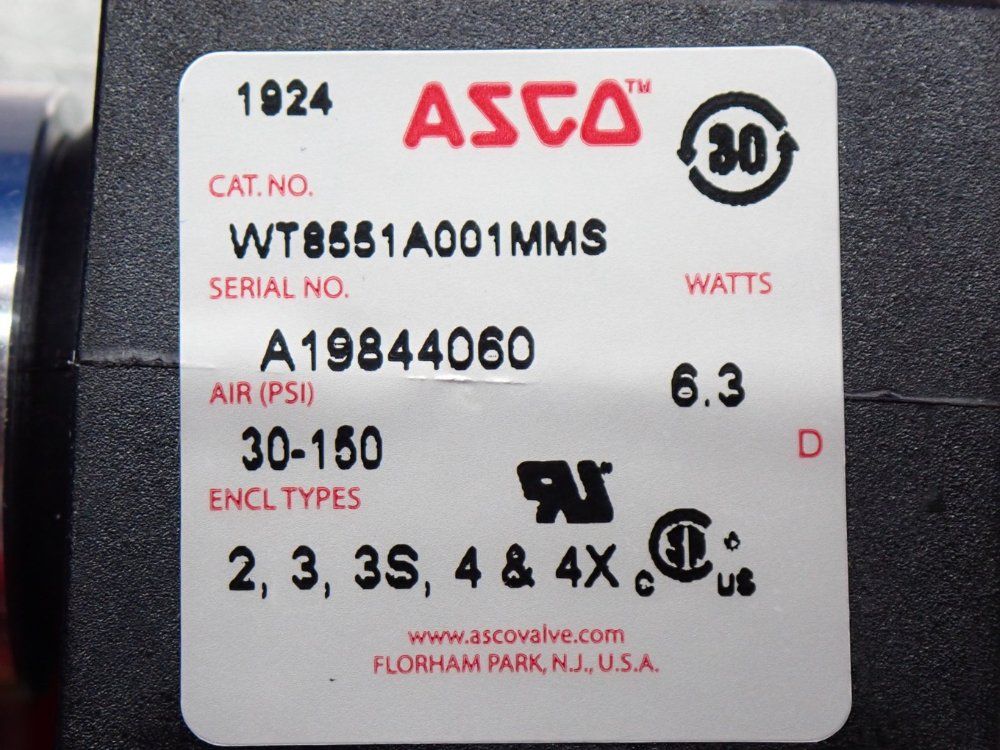 1924
ASCO™
30
CAT. NO.
WT8551A001MMS
SERIAL NO.
WATTS
A19844060
6.3
AIR (PSI)
30-150
D
ENCL TYPES
2, 3, 3S, 4 & 4X
C US
www.ascovalve.com
FLORHAM PARK, N.J., U.S.A.